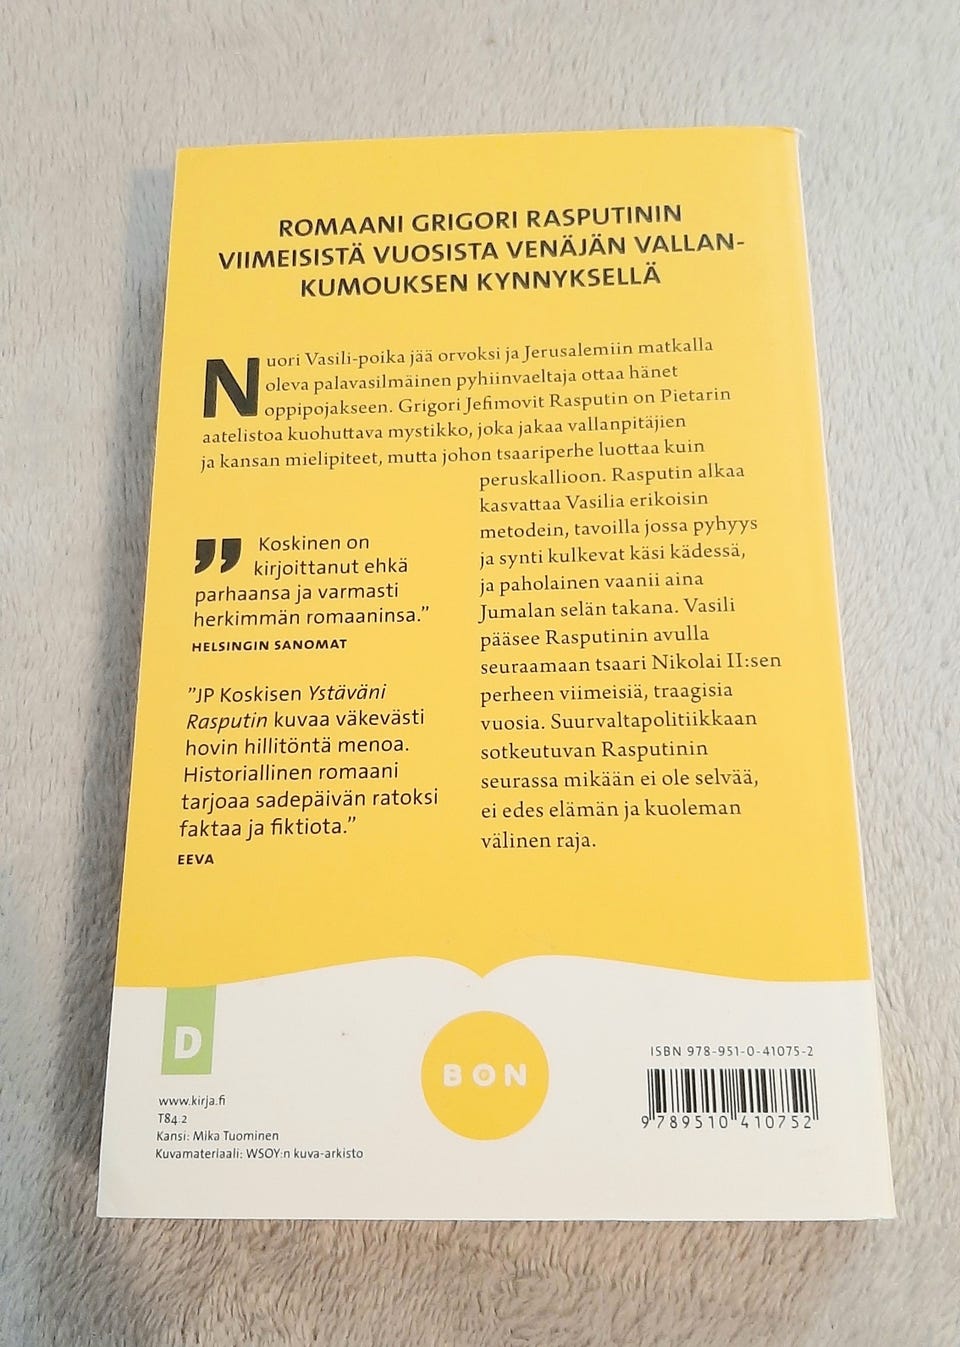 ROMAANI GRIGORI RASPUTININ
VIIMEISISTÄ VUOSISTA VENÄJÄN VALLAN-
KUMOUKSEN KYNNYKSELLÄ
Nuori Vasili-poika jää orvoksi ja Jerusalemiin matkalla
oleva palavasilmäinen pyhiinvaeltaja ottaa hänet
oppipojakseen. Grigori Jefimovit Rasputin on Pietarin
aatelistoa kuohuttava mystikko, joka jakaa vallanpitäjien
ja kansan mielipiteet, mutta johon tsaariperhe luottaa kuin
peruskallioon. Rasputin alkaa
kasvattaa Vasilia erikoisin
metodein, tavoilla jossa pyhyys
ja synti kulkevat käsi kädessä,
ja paholainen vaanii aina
Jumalan selän takana. Vasili
pääsee Rasputinin avulla
seuraamaan tsaari Nikolai II:sen
perheen viimeisiä, traagisia
vuosia. Suurvaltapolitiikkaan
sotkeutuvan Rasputinin
seurassa mikään ei ole selvää,
ei edes elämän ja kuoleman
välinen raja.
” Koskinen on
kirjoittanut ehkä
parhaansa ja varmasti
herkimmän romaaninsa.”
HELSINGIN SANOMAT
”JP Koskisen Ystäväni
Rasputin kuvaa väkevästi
hovin hillitöntä menoa.
Historiallinen romaani
tarjoaa sadepäivän ratoksi
faktaa ja fiktiota.”
EEVA
D
www.kirja.fi
T84.2
Kansi: Mika Tuominen
Kuvamateriaali: WSOY:n kuva-arkisto
BON
ISBN 978-951-0-41075-2
9 789510 410752